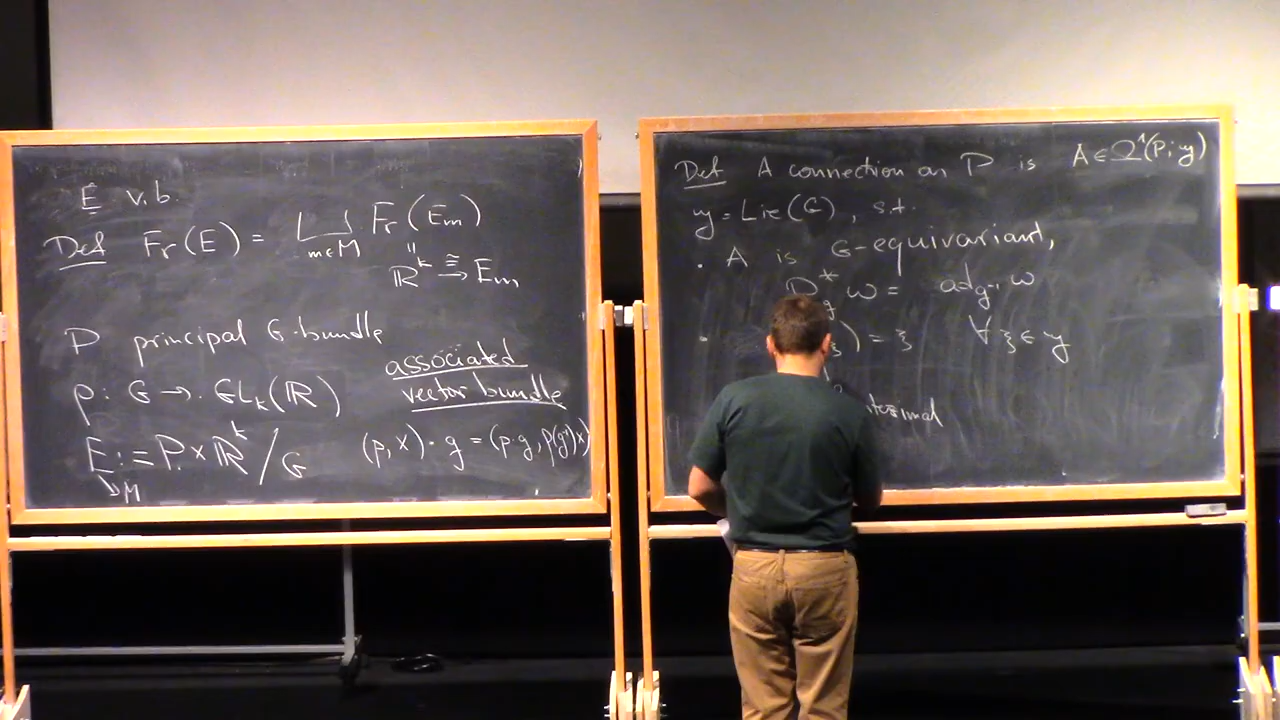 E v.b.
Def Fr(E) = ⨆ Fr(E_m)
m∈M
"
ℝ^k ≅→ E_m
P principal G-bundle
associated
vector bundle
ρ: G → GL_k(ℝ)
E := P × ℝ^k / G (p, x)·g = (p·g, ρ(g⁻¹)x)
↘ M
Def A connection on P is A ∈ Ω¹(P; 𝔤)
𝔤 = Lie(G), s.t.
· A is G-equivariant,
R_g^* ω = ad_{g⁻¹} ω
· ) = ξ ∀ ξ ∈ 𝔤